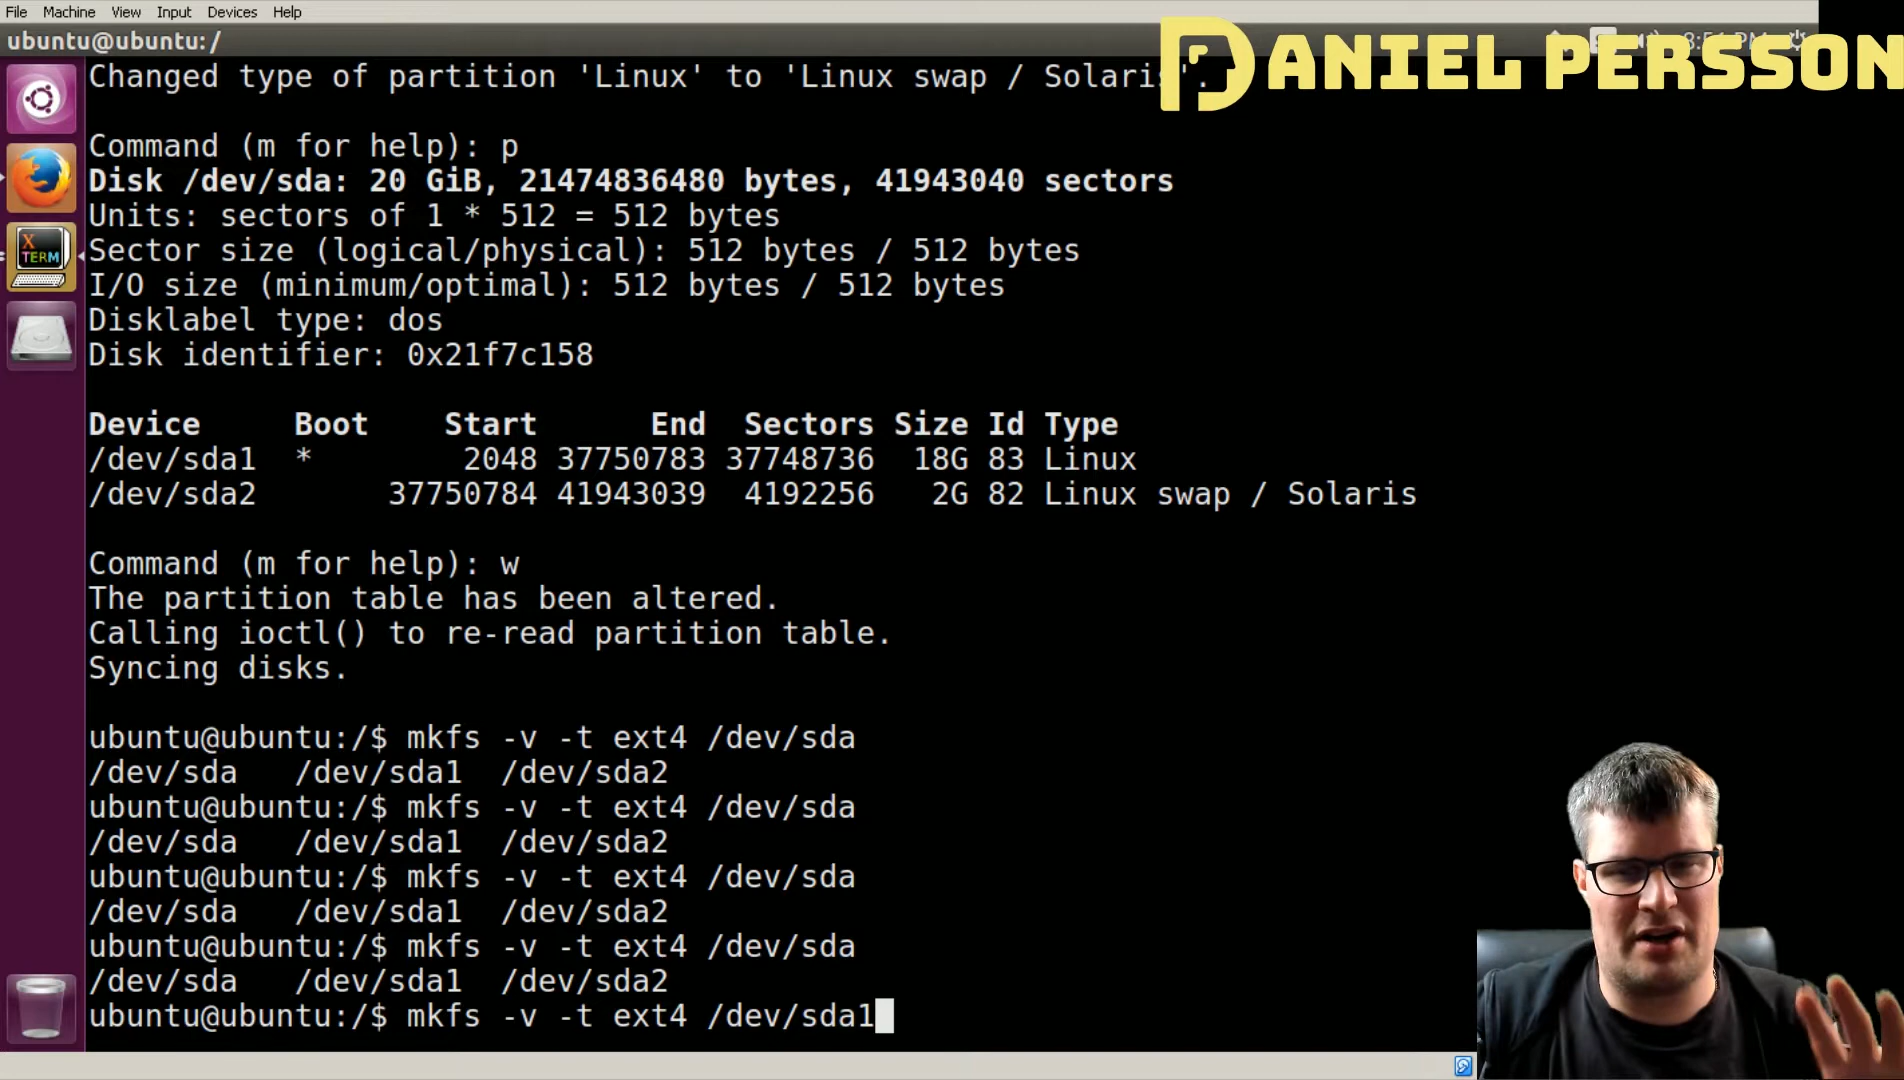 File Machine View Input Devices Help
ubuntu@ubuntu: /
DANIEL PERSSON
Changed type of partition 'Linux' to 'Linux swap / Solaris'.
Command (m for help): p
Disk /dev/sda: 20 GiB, 21474836480 bytes, 41943040 sectors
Units: sectors of 1 * 512 = 512 bytes
Sector size (logical/physical): 512 bytes / 512 bytes
I/O size (minimum/optimal): 512 bytes / 512 bytes
Disklabel type: dos
Disk identifier: 0x21f7c158
Device Boot Start End Sectors Size Id Type
/dev/sda1 * 2048 37750783 37748736 18G 83 Linux
/dev/sda2 37750784 41943039 4192256 2G 82 Linux swap / Solaris
Command (m for help): w
The partition table has been altered.
Calling ioctl() to re-read partition table.
Syncing disks.
ubuntu@ubuntu:/$ mkfs -v -t ext4 /dev/sda
/dev/sda /dev/sda1 /dev/sda2
ubuntu@ubuntu:/$ mkfs -v -t ext4 /dev/sda
/dev/sda /dev/sda1 /dev/sda2
ubuntu@ubuntu:/$ mkfs -v -t ext4 /dev/sda
/dev/sda /dev/sda1 /dev/sda2
ubuntu@ubuntu:/$ mkfs -v -t ext4 /dev/sda
/dev/sda /dev/sda1 /dev/sda2
ubuntu@ubuntu:/$ mkfs -v -t ext4 /dev/sda1
X
TERM